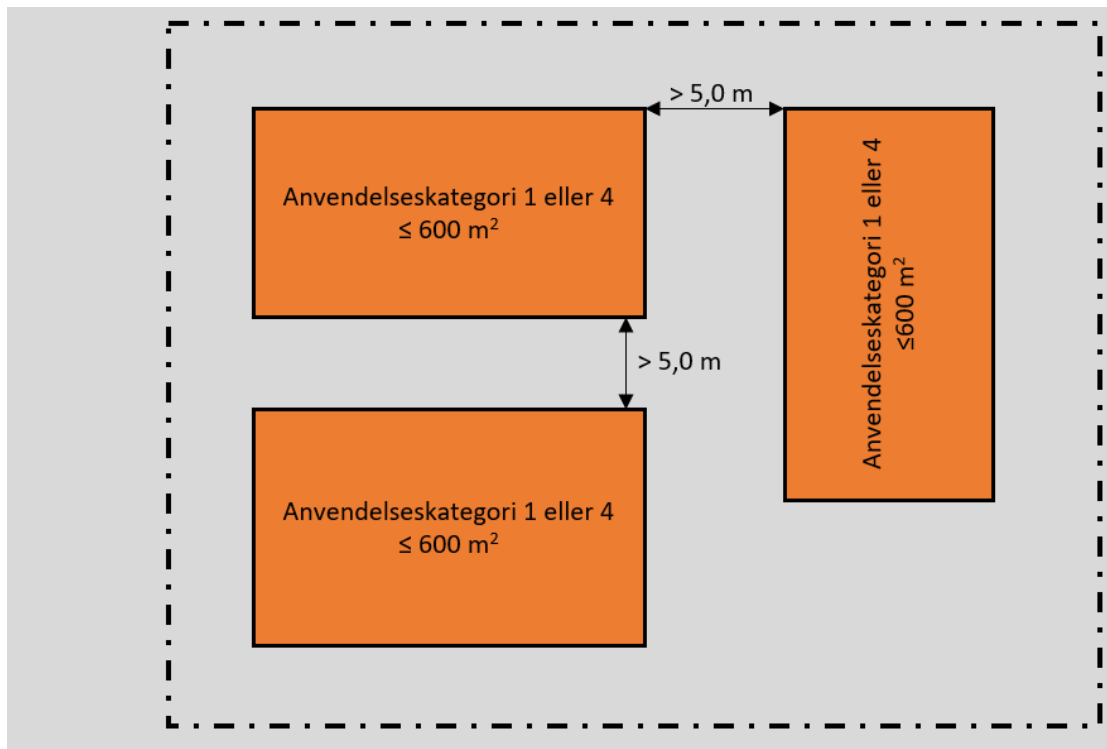 > 5,0 m
Anvendelseskategori 1 eller 4
≤ 600 m²
Anvendelseskategori 1 eller 4
≤600 m²
> 5,0 m
Anvendelseskategori 1 eller 4
≤ 600 m²